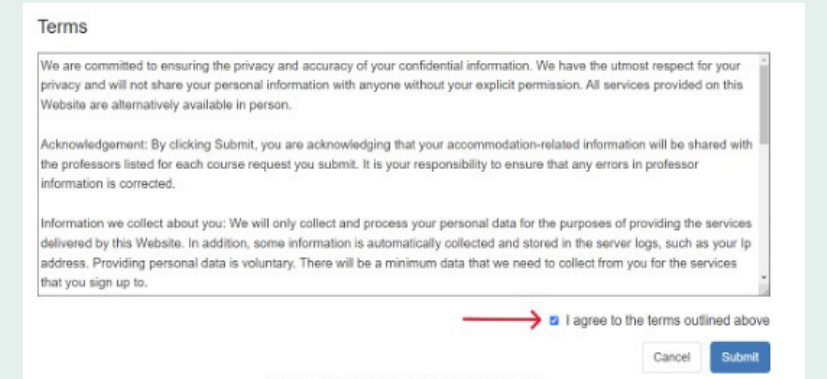 Terms
We are committed to ensuring the privacy and accuracy of your confidential information. We have the utmost respect for your
privacy and will not share your personal information with anyone without your explicit permission. All services provided on this
Website are alternatively available in person.
Acknowledgement: By clicking Submit, you are acknowledging that your accommodation-related information will be shared with
the professors listed for each course request you submit. It is your responsibility to ensure that any errors in professor
information is corrected.
Information we collect about you: We will only collect and process your personal data for the purposes of providing the services
delivered by this Website. In addition, some information is automatically collected and stored in the server logs, such as your Ip
address. Providing personal data is voluntary. There will be a minimum data that we need to collect from you for the services
that you sign up to.
I agree to the terms outlined above
Cancel Submit